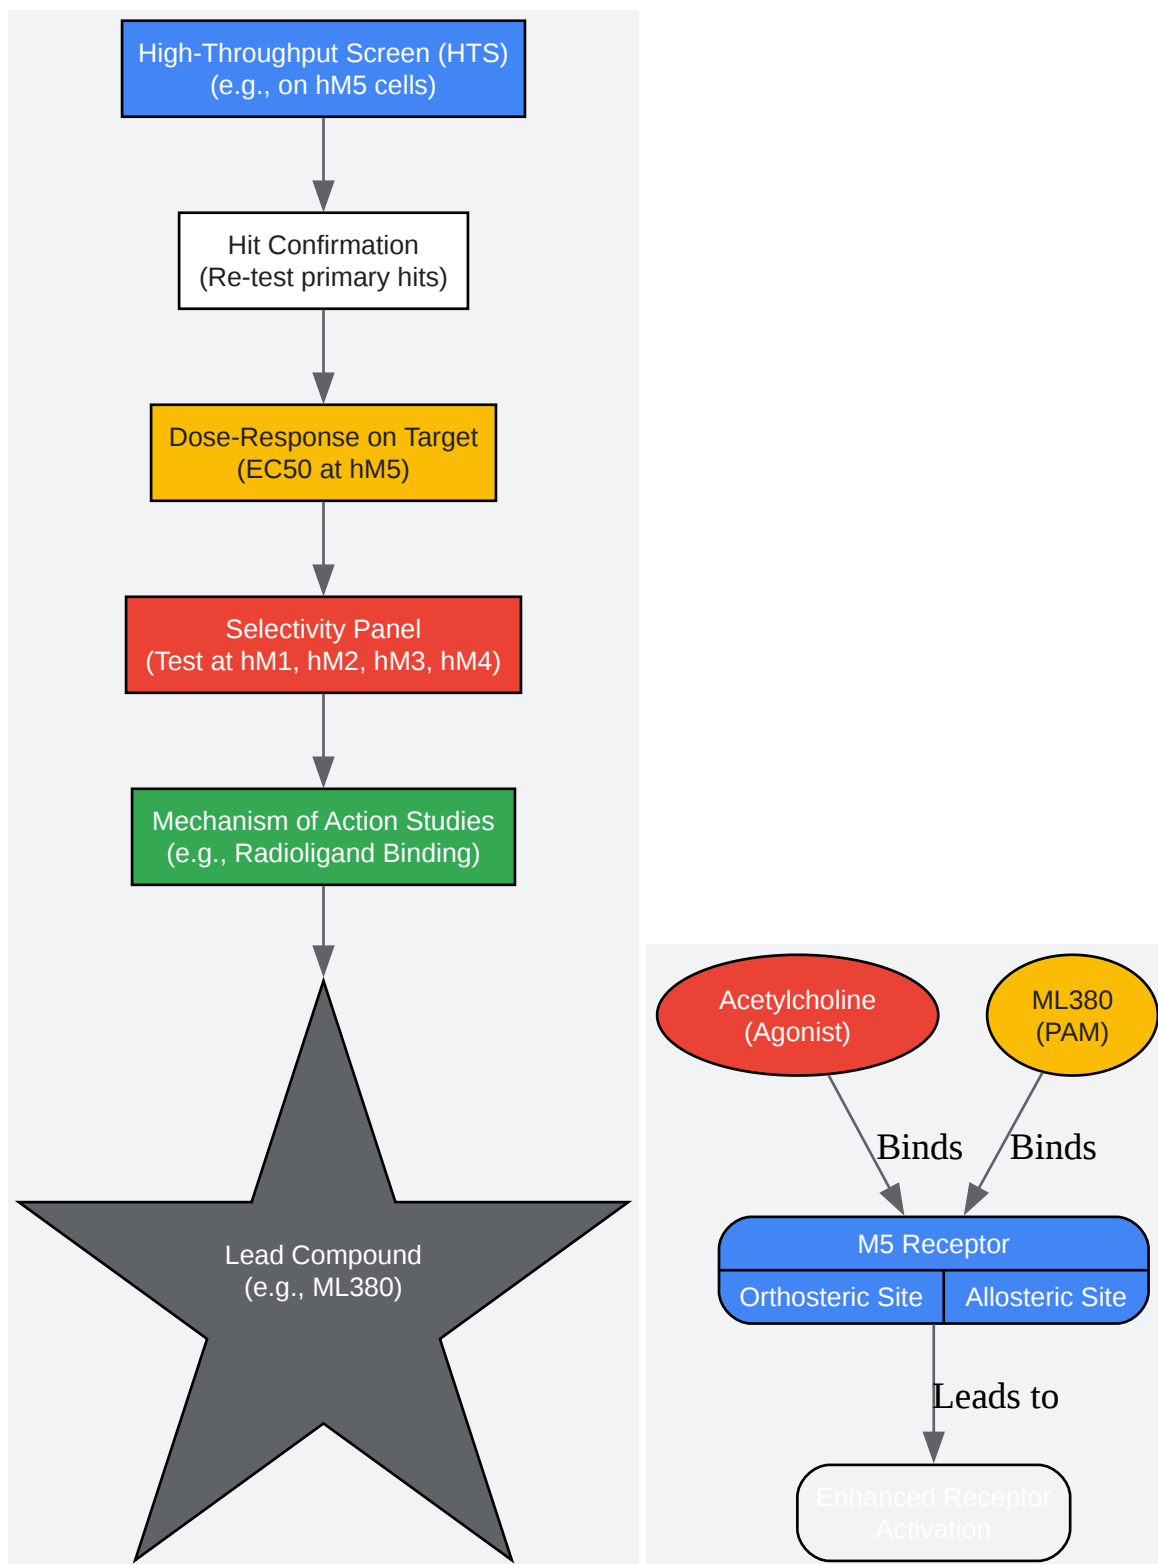 High-Throughput Screen (HTS)
(e.g., on hM5 cells)
Hit Confirmation
(Re-test primary hits)
Dose-Response on Target
(EC50 at hM5)
Selectivity Panel
(Test at hM1, hM2, hM3, hM4)
Mechanism of Action Studies
(e.g., Radioligand Binding)
Lead Compound
(e.g., ML380)
Acetylcholine
(Agonist)
ML380
(PAM)
Binds
Binds
M5 Receptor
Orthosteric Site
Allosteric Site
Leads to
Enhanced Receptor
Activation